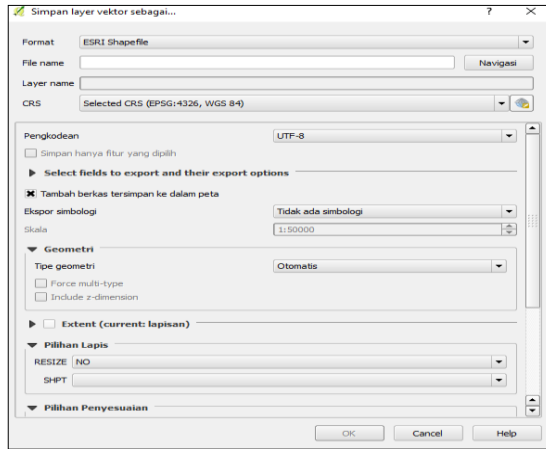 Simpan layer vektor sebagai...
Format ESRI Shapefile
File name Navigasi
Layer name
CRS Selected CRS (EPSG:4326, WGS 84)
Pengkodean UTF-8
Simpan hanya fitur yang dipilih
Select fields to export and their export options
Tambah berkas tersimpan ke dalam peta
Ekspor simbologi Tidak ada simbologi
Skala 1:50000
Geometri
Tipe geometri Otomatis
Force multi-type
Include z-dimension
Extent (current: lapisan)
Pilihan Lapis
RESIZE NO
SHPT
Pilihan Penyesuaian
OK Cancel Help